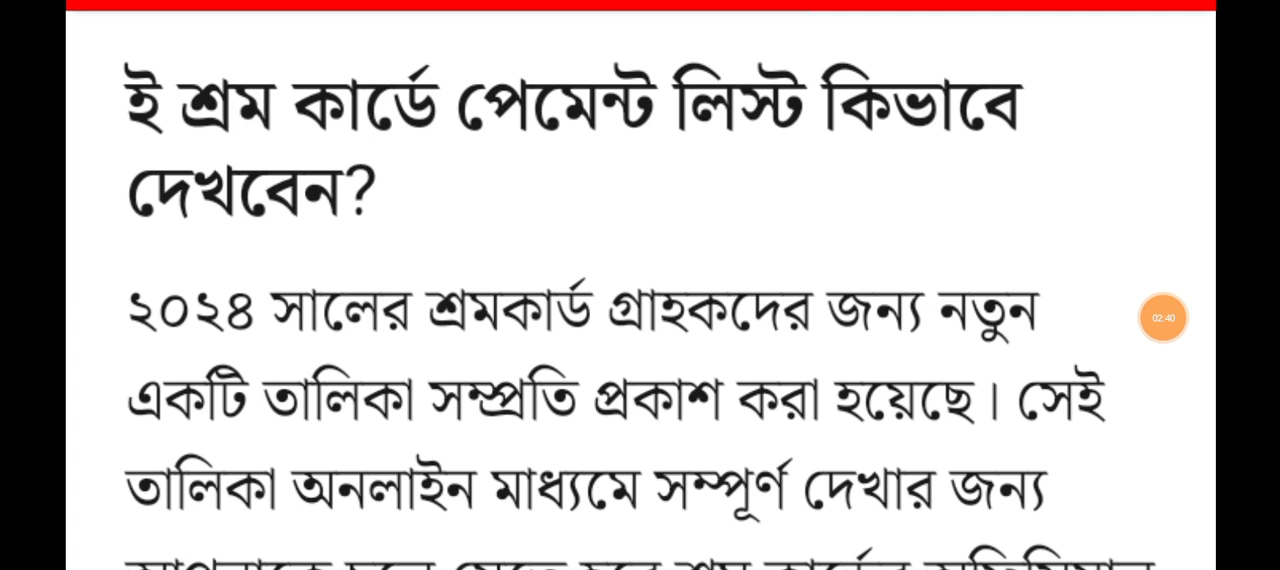 ই শ্রম কার্ডে পেমেন্ট লিস্ট কিভাবে
দেখবেন?
২০২৪ সালের শ্রমকার্ড গ্রাহকদের জন্য নতুন
02:40
একটি তালিকা সম্প্রতি প্রকাশ করা হয়েছে। সেই
তালিকা অনলাইন মাধ্যমে সম্পূর্ণ দেখার জন্য